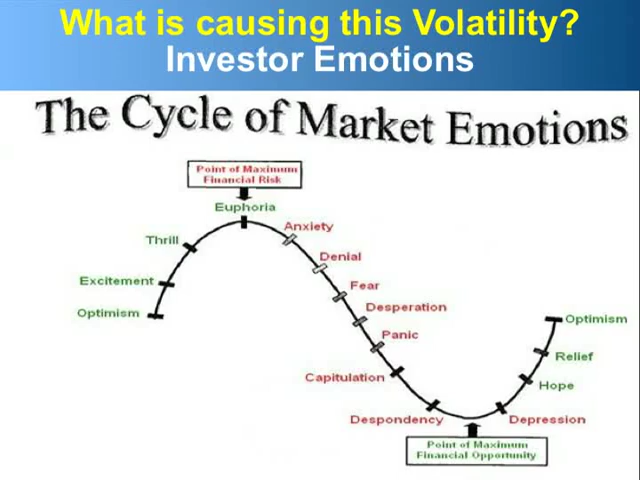 What is causing this Volatility?
Investor Emotions
The Cycle of Market Emotions
Point of Maximum
Financial Risk
Euphoria
Anxiety
Thrill
Denial
Excitement
Fear
Desperation
Optimism
Optimism
Panic
Relief
Capitulation
Hope
Despondency
Depression
Point of Maximum
Financial Opportunity